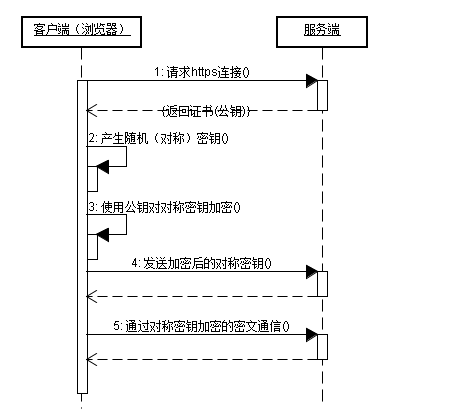 客户端（浏览器）
服务端
1: 请求https连接()
(返回证书(公钥))
2: 产生随机（对称）密钥()
3: 使用公钥对对称密钥加密()
4: 发送加密后的对称密钥()
5: 通过对称密钥加密的密文通信()